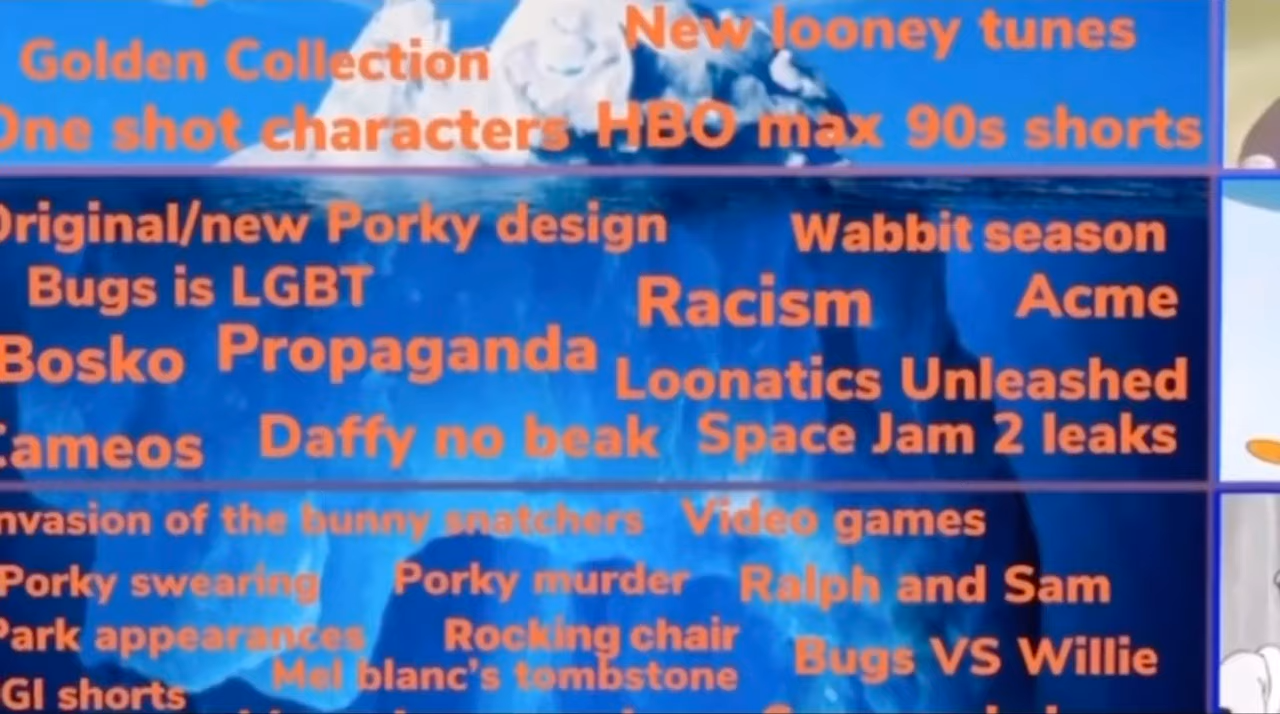 New looney tunes
Golden Collection
One shot characters HBO max 90s shorts
Original/new Porky design Wabbit season
Bugs is LGBT Racism Acme
Bosko Propaganda
Loonatics Unleashed
Cameos Daffy no beak Space Jam 2 leaks
nvasion of the bunny snatchers Video games
Porky swearing Porky murder Ralph and Sam
Park appearances Rocking chair
Bugs VS Willie
Mel blanc's tombstone
GI shorts